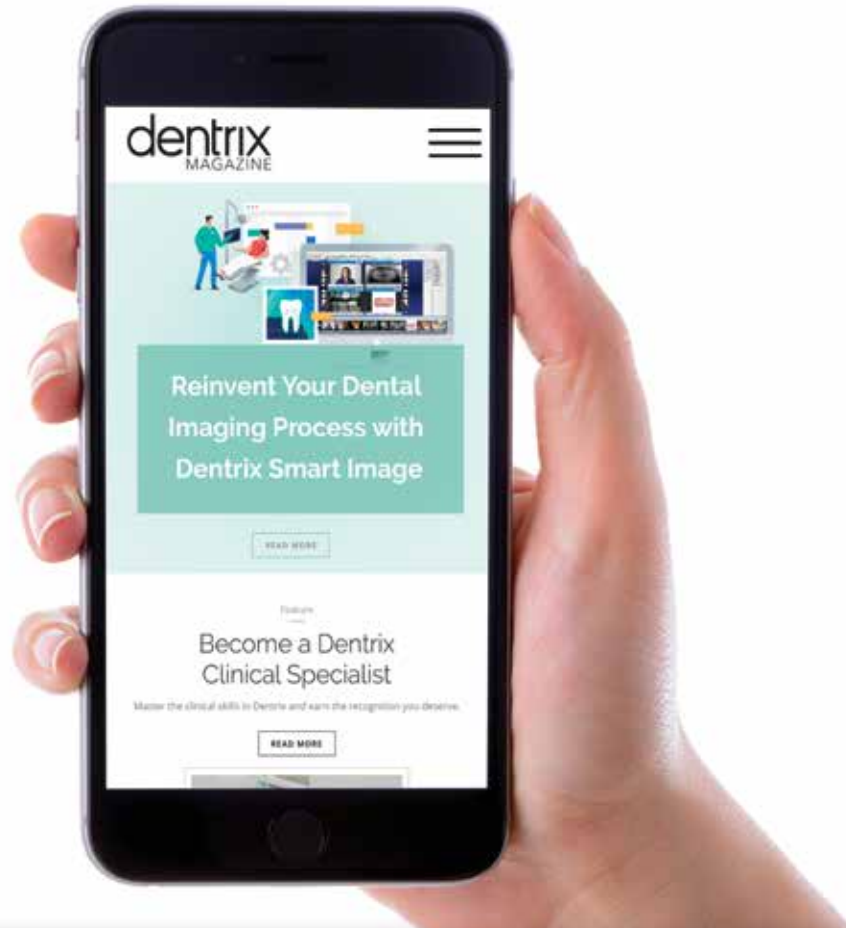 dentrix
MAGAZINE
Reinvent Your Dental
Imaging Process with
Dentrix Smart Image
READ MORE
Feature
Become a Dentrix
Clinical Specialist
Master the clinical skills in Dentrix and earn the recognition you deserve.
READ MORE